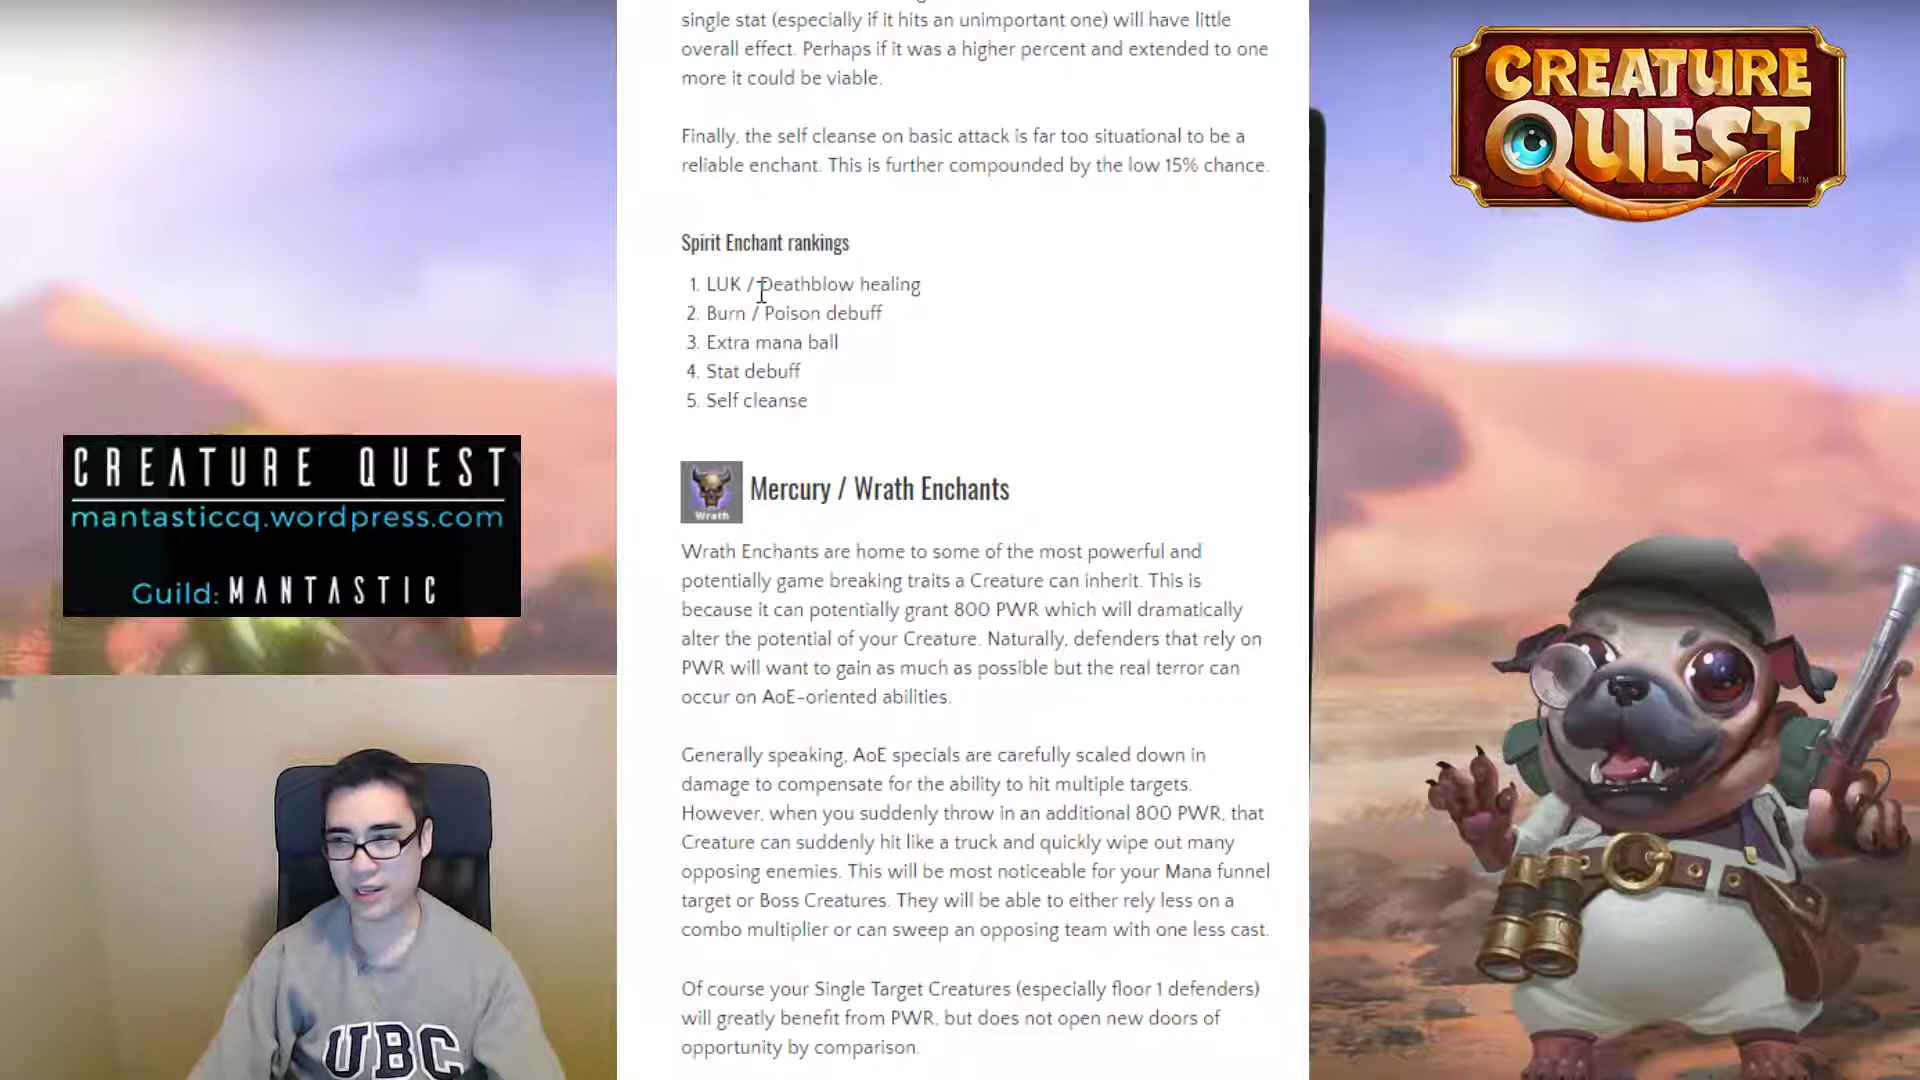 single stat (especially if it hits an unimportant one) will have little
overall effect. Perhaps if it was a higher percent and extended to one
more it could be viable.
Finally, the self cleanse on basic attack is far too situational to be a
reliable enchant. This is further compounded by the low 15% chance.
Spirit Enchant rankings
1. LUK / Deathblow healing
2. Burn / Poison debuff
3. Extra mana ball
4. Stat debuff
5. Self cleanse
Wrath
Mercury / Wrath Enchants
Wrath Enchants are home to some of the most powerful and
potentially game breaking traits a Creature can inherit. This is
because it can potentially grant 800 PWR which will dramatically
alter the potential of your Creature. Naturally, defenders that rely on
PWR will want to gain as much as possible but the real terror can
occur on AoE-oriented abilities.
Generally speaking, AoE specials are carefully scaled down in
damage to compensate for the ability to hit multiple targets.
However, when you suddenly throw in an additional 800 PWR, that
Creature can suddenly hit like a truck and quickly wipe out many
opposing enemies. This will be most noticeable for your Mana funnel
target or Boss Creatures. They will be able to either rely less on a
combo multiplier or can sweep an opposing team with one less cast.
Of course your Single Target Creatures (especially floor 1 defenders)
will greatly benefit from PWR, but does not open new doors of
opportunity by comparison.
CREATURE QUEST
mantasticcq.wordpress.com
Guild: MANTASTIC
UBC
CREATURE
QUEST
TM